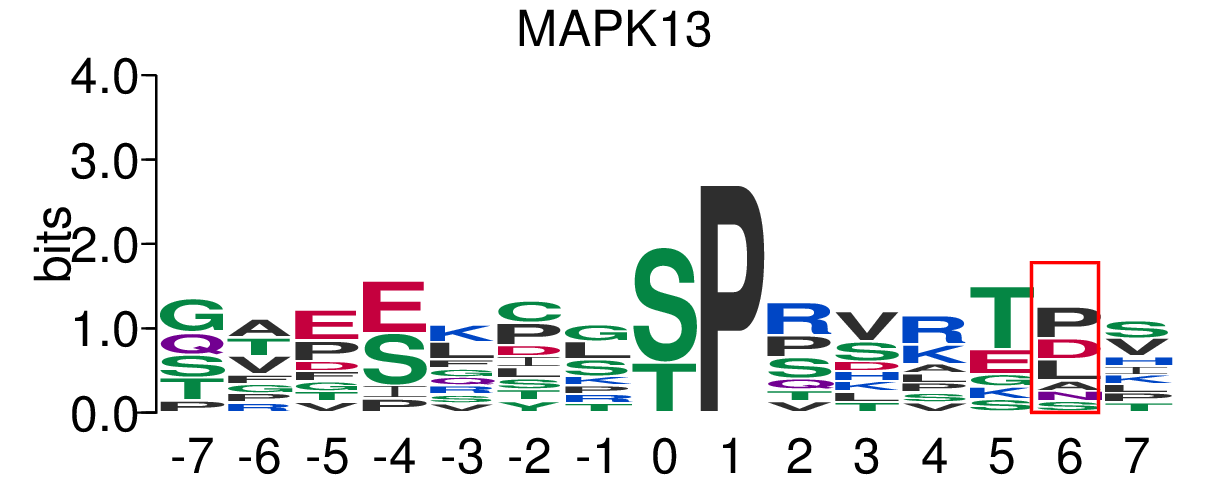 MAPK13
bits
4.0
3.0
2.0
1.0
0.0
G Q S T P
A T V F G P R
E P D F G T V
E S I P
K L F G Q R S V
C P D I L S T Y
G L S K R T
S T
P
R P S Q T V
V S D H K L T
R K A L P S V
T E G K S
P D L A N S
S V H I K L P T
-7 -6 -5 -4 -3 -2 -1 0 1 2 3 4 5 6 7